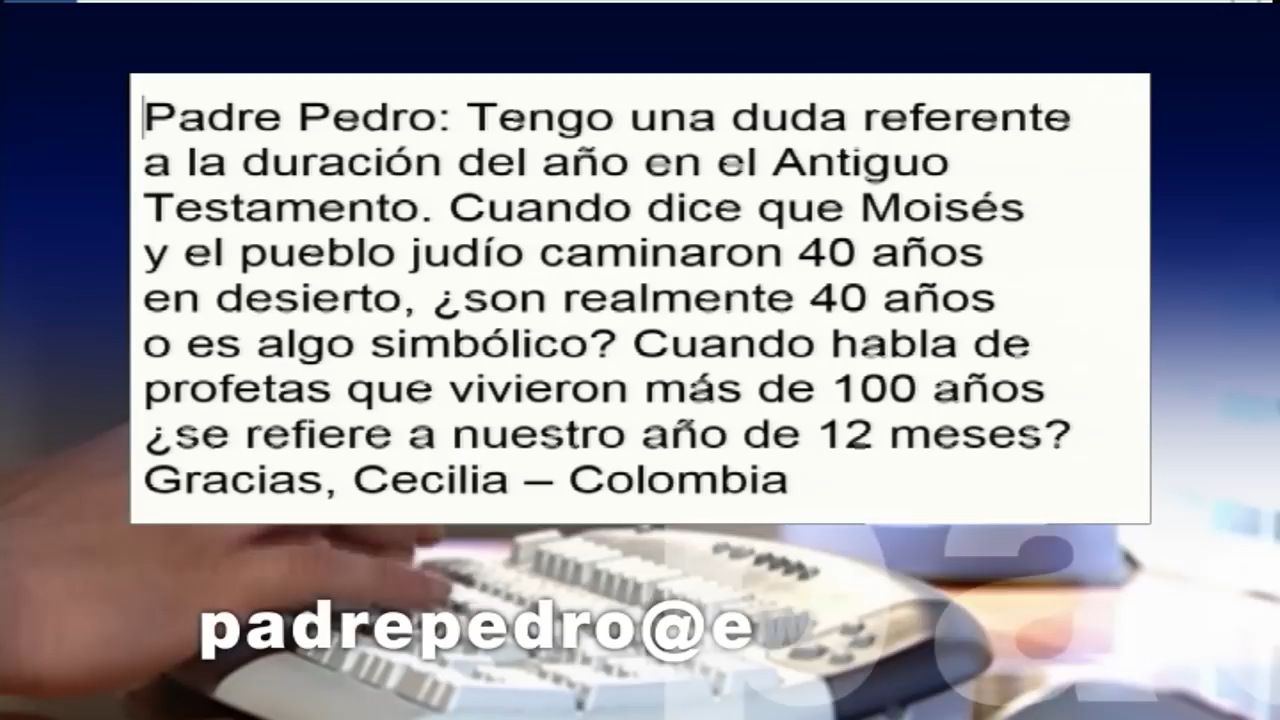 Padre Pedro: Tengo una duda referente
a la duración del año en el Antiguo
Testamento. Cuando dice que Moisés
y el pueblo judío caminaron 40 años
en desierto, ¿son realmente 40 años
o es algo simbólico? Cuando habla de
profetas que vivieron más de 100 años
¿se refiere a nuestro año de 12 meses?
Gracias, Cecilia – Colombia
padrepedro@ew
pa